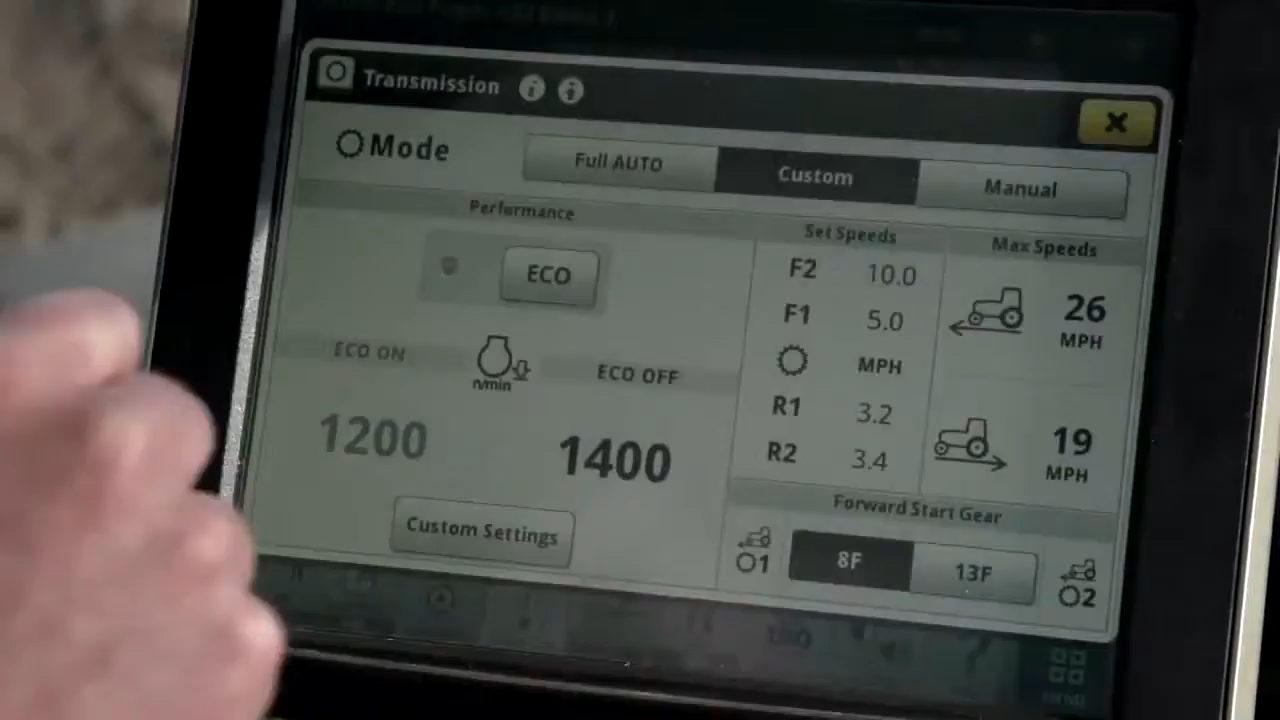 Transmission
Mode
Full AUTO
Custom
Manual
Performance
ECO
ECO ON
n/min
ECO OFF
1200
1400
Custom Settings
Set Speeds
F2 10.0
F1 5.0
MPH
R1 3.2
R2 3.4
Max Speeds
26
MPH
19
MPH
Forward Start Gear
1
8F
13F
2
MENU